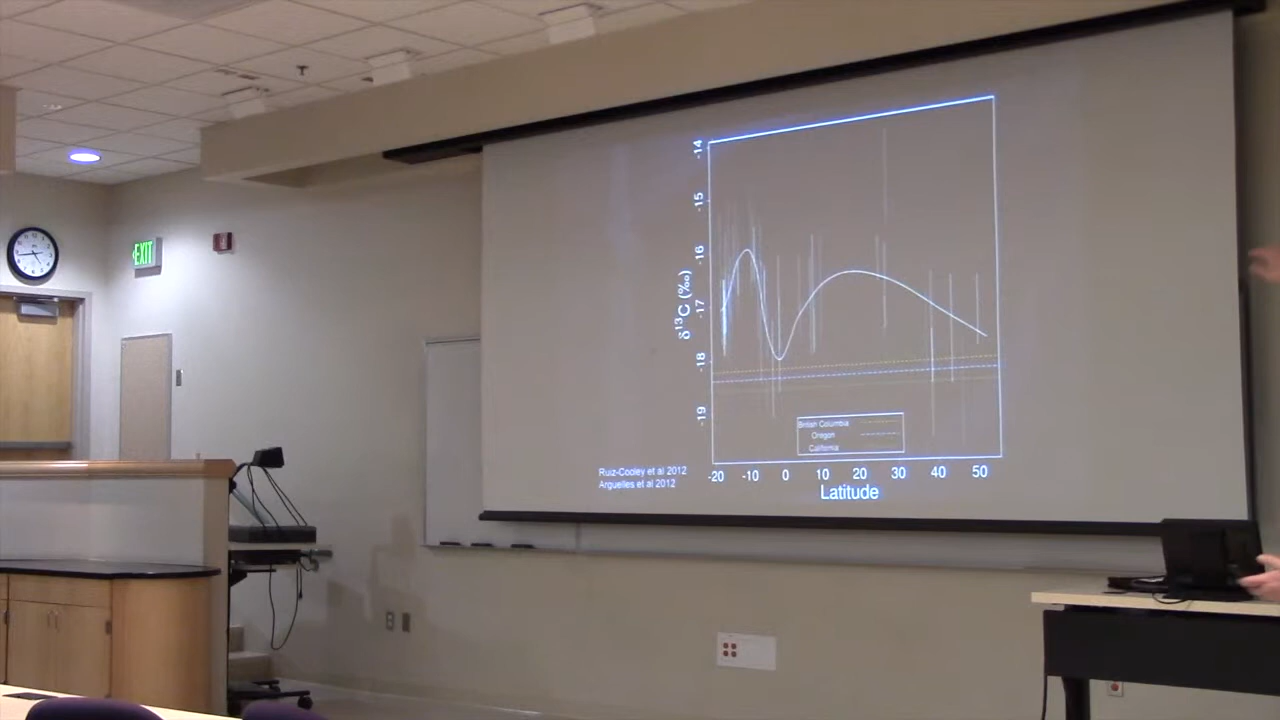 EXIT
-14
-15
-16
-17
-18
-19
δ13C (‰)
British Columbia
Oregon
California
-20 -10 0 10 20 30 40 50
Latitude
Ruiz-Cooley et al 2012
Arguelles et al 2012